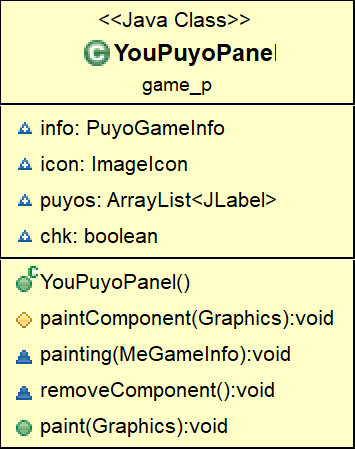 <<Java Class>>
C YouPuyoPanel
game_p
info: PuyoGameInfo
icon: ImageIcon
puyos: ArrayList<JLabel>
chk: boolean
C YouPuyoPanel()
paintComponent(Graphics):void
painting(MeGameInfo):void
removeComponent():void
paint(Graphics):void